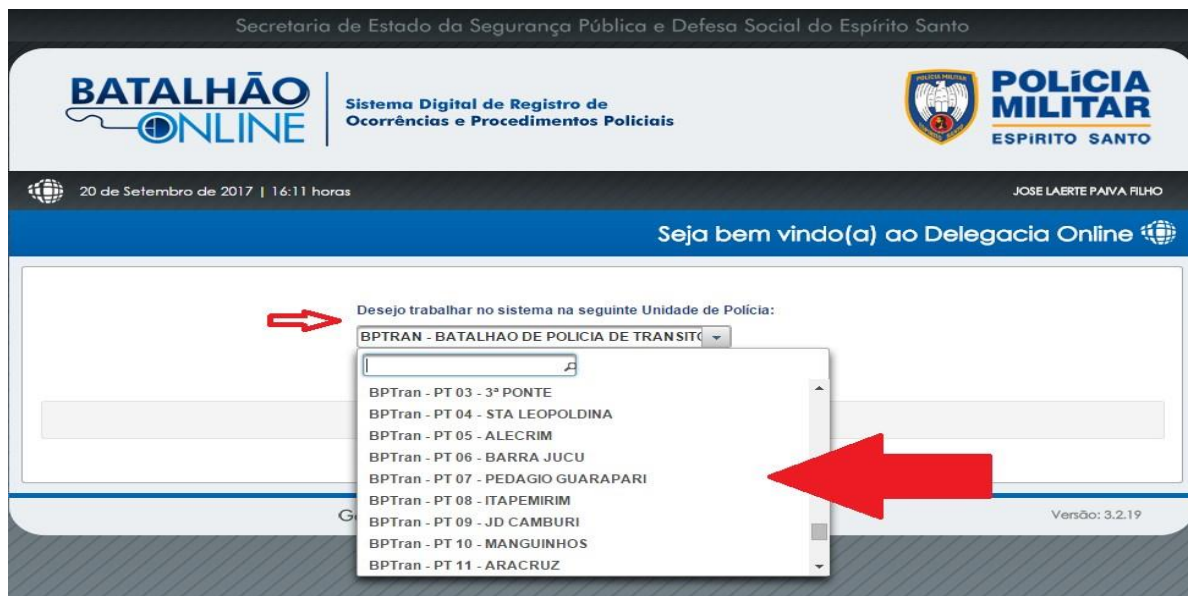 Secretaria de Estado da Segurança Pública e Defesa Social do Espírito Santo
BATALHÃO
ONLINE
Sistema Digital de Registro de
Ocorrências e Procedimentos Policiais
POLÍCIA MILITAR
POLÍCIA
MILITAR
ESPÍRITO SANTO
20 de Setembro de 2017 | 16:11 horas
JOSE LAERTE PAIVA FILHO
Seja bem vindo(a) ao Delegacia Online
Desejo trabalhar no sistema na seguinte Unidade de Polícia:
BPTRAN - BATALHAO DE POLICIA DE TRANSITO
BPTran - PT 03 - 3ª PONTE
BPTran - PT 04 - STA LEOPOLDINA
BPTran - PT 05 - ALECRIM
BPTran - PT 06 - BARRA JUCU
BPTran - PT 07 - PEDAGIO GUARAPARI
BPTran - PT 08 - ITAPEMIRIM
BPTran - PT 09 - JD CAMBURI
BPTran - PT 10 - MANGUINHOS
BPTran - PT 11 - ARACRUZ
Versão: 3.2.19